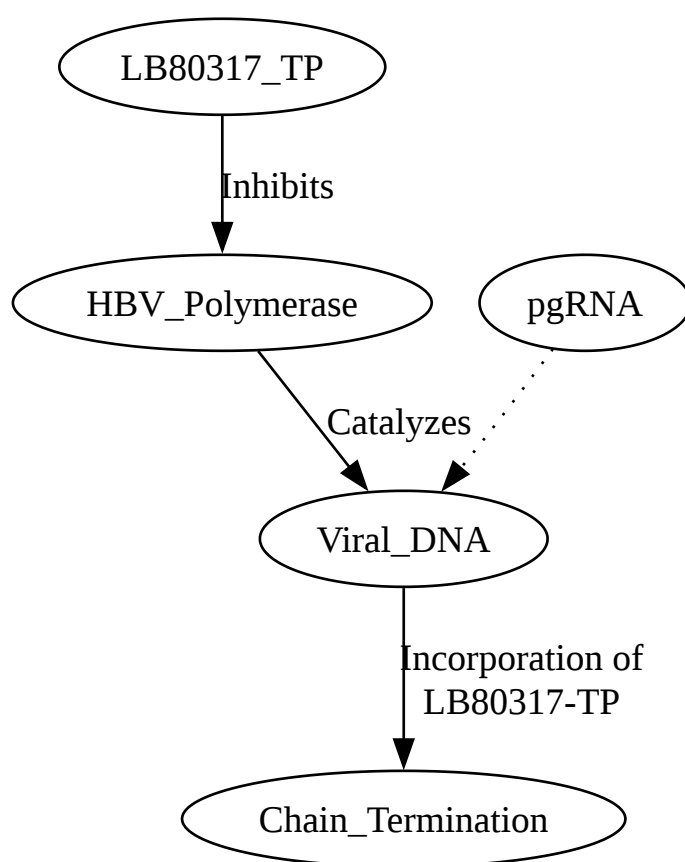 LB80317_TP
Inhibits
HBV_Polymerase
pgRNA
Catalyzes
Viral_DNA
Incorporation of
LB80317-TP
Chain_Termination